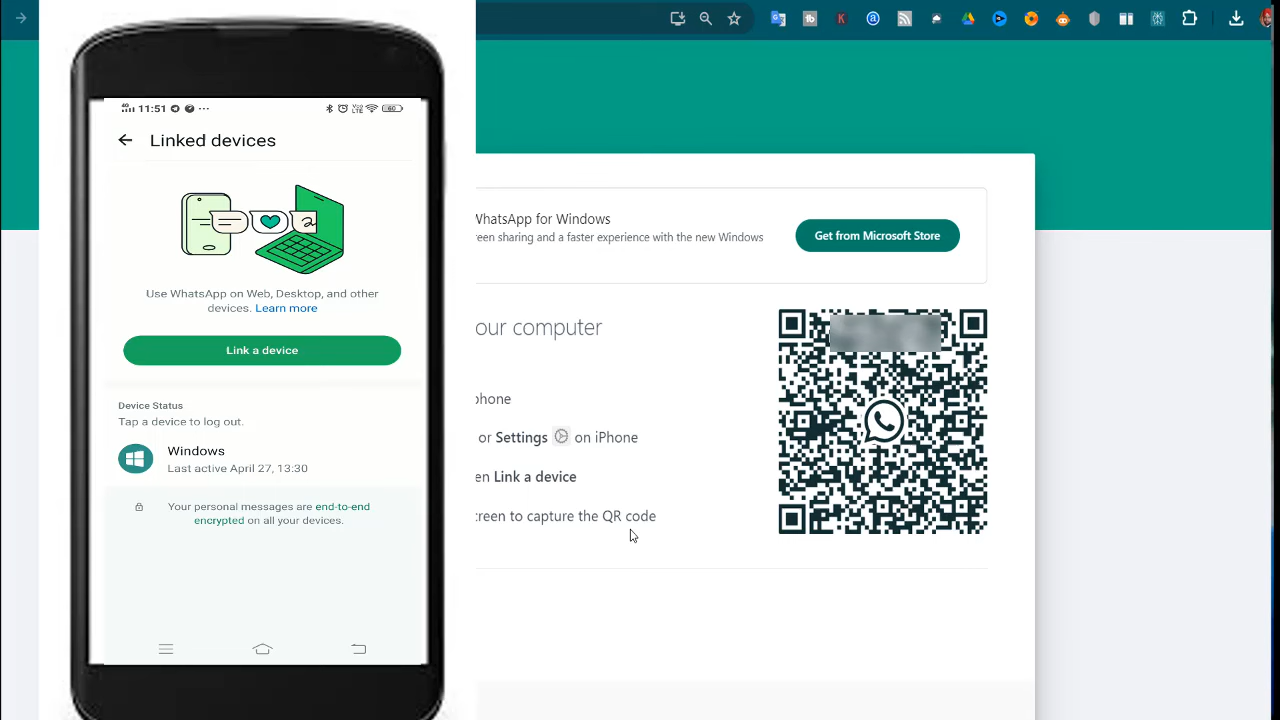 11:51
Linked devices
Use WhatsApp on Web, Desktop, and other
devices. Learn more
Link a device
Device Status
Tap a device to log out.
Windows
Last active April 27, 13:30
Your personal messages are end-to-end
encrypted on all your devices.
WhatsApp for Windows
screen sharing and a faster experience with the new Windows
Get from Microsoft Store
our computer
phone
or Settings on iPhone
en Link a device
creen to capture the QR code